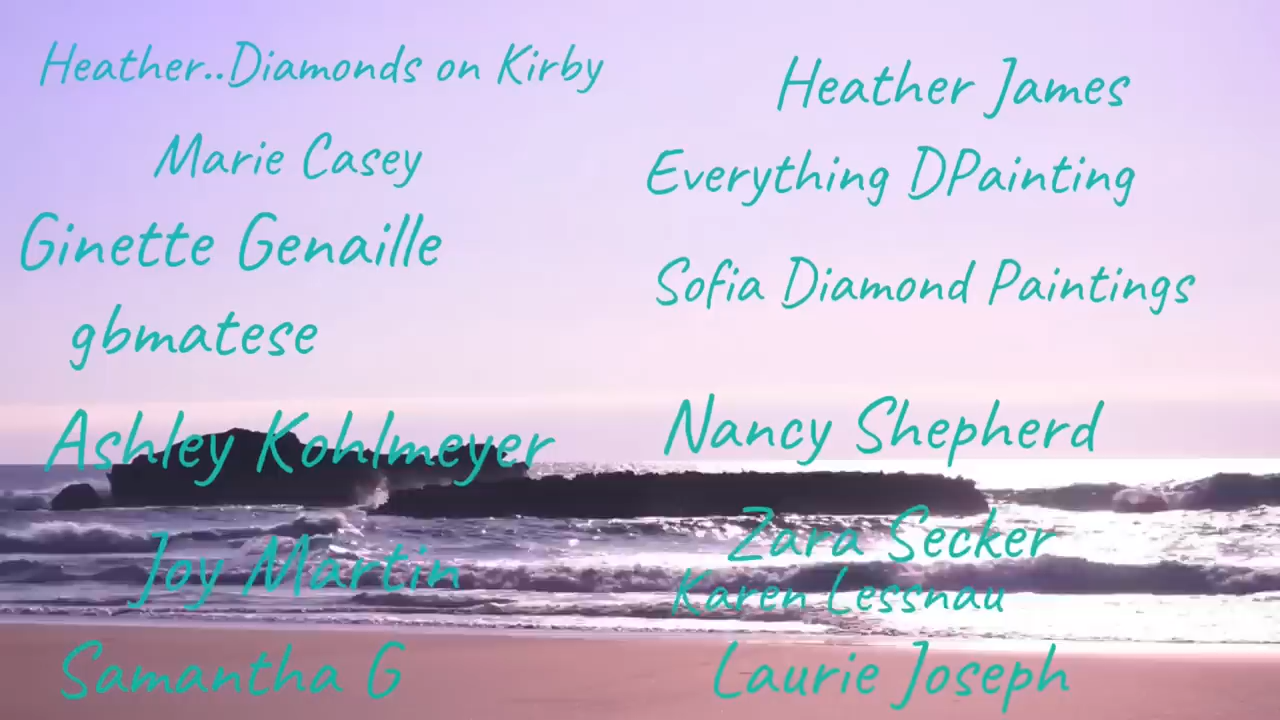 Heather..Diamonds on Kirby
Marie Casey
Ginette Genaille
gbmatese
Ashley Kohlmeyer
Joy Martin
Samantha G
Heather James
Everything DPainting
Sofia Diamond Paintings
Nancy Shepherd
Zara Secker
Karen Lessnau
Laurie Joseph